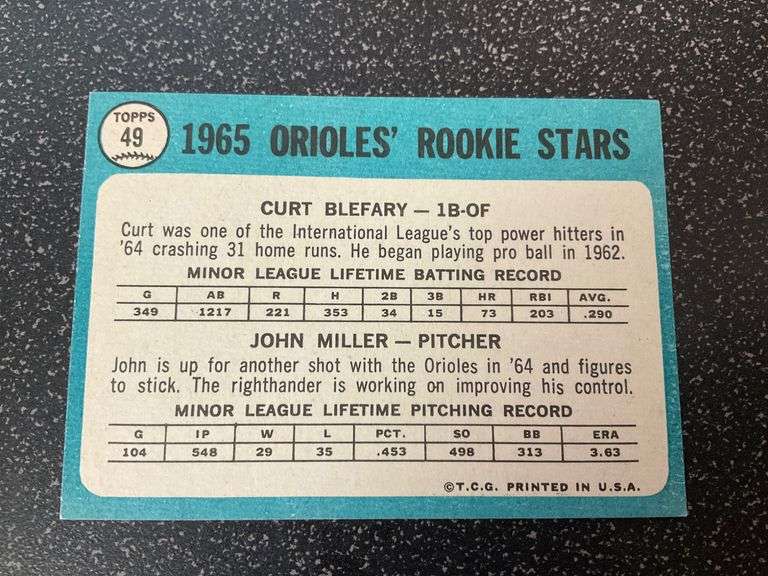 TOPPS
49
1965 ORIOLES' ROOKIE STARS
CURT BLEFARY — 1B-OF
Curt was one of the International League's top power hitters in
'64 crashing 31 home runs. He began playing pro ball in 1962.
MINOR LEAGUE LIFETIME BATTING RECORD
G AB R H 2B 3B HR RBI AVG.
349 1217 221 353 34 15 73 203 .290
JOHN MILLER — PITCHER
John is up for another shot with the Orioles in '64 and figures
to stick. The righthander is working on improving his control.
MINOR LEAGUE LIFETIME PITCHING RECORD
G IP W L PCT. SO BB ERA
104 548 29 35 .453 498 313 3.63
©T.C.G. PRINTED IN U.S.A.